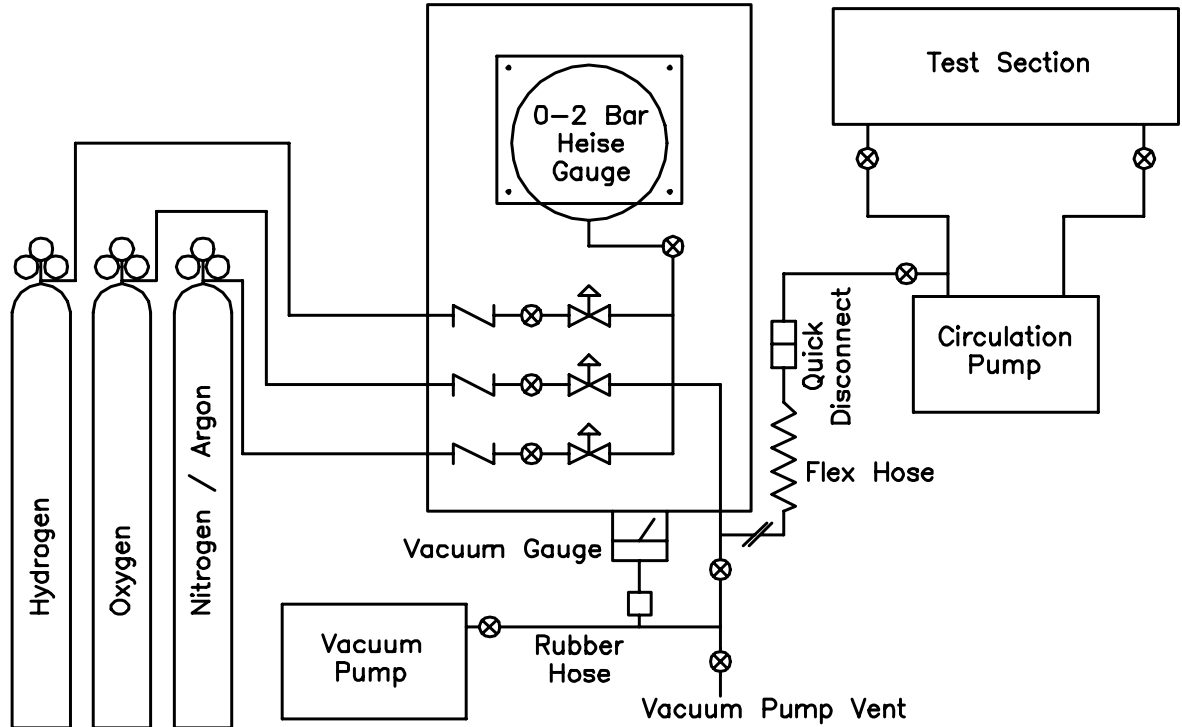 0-2 Bar
Heise
Gauge
Test Section
Circulation
Pump
Quick
Disconnect
Flex Hose
Hydrogen
Oxygen
Nitrogen / Argon
Vacuum Gauge
Vacuum
Pump
Rubber
Hose
Vacuum Pump Vent